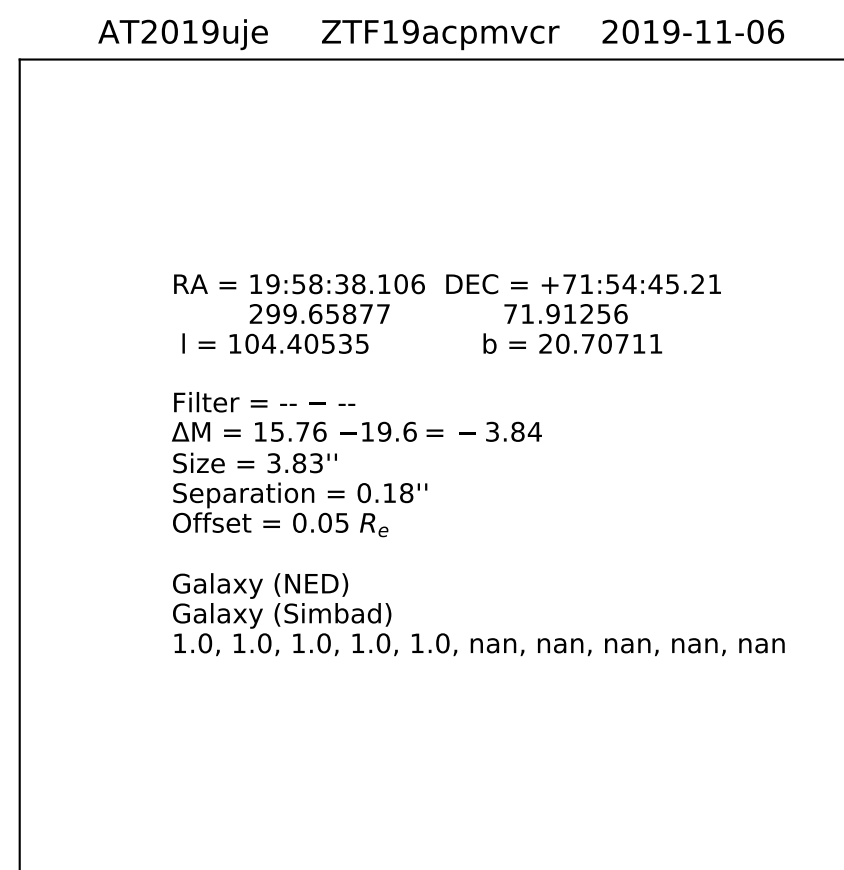 AT2019uje ZTF19acpmvcr 2019-11-06
RA = 19:58:38.106 DEC = +71:54:45.21
299.65877 71.91256
l = 104.40535 b = 20.70711
Filter = -- − --
ΔM = 15.76 −19.6 = − 3.84
Size = 3.83''
Separation = 0.18''
Offset = 0.05 Rₑ
Galaxy (NED)
Galaxy (Simbad)
1.0, 1.0, 1.0, 1.0, 1.0, nan, nan, nan, nan, nan